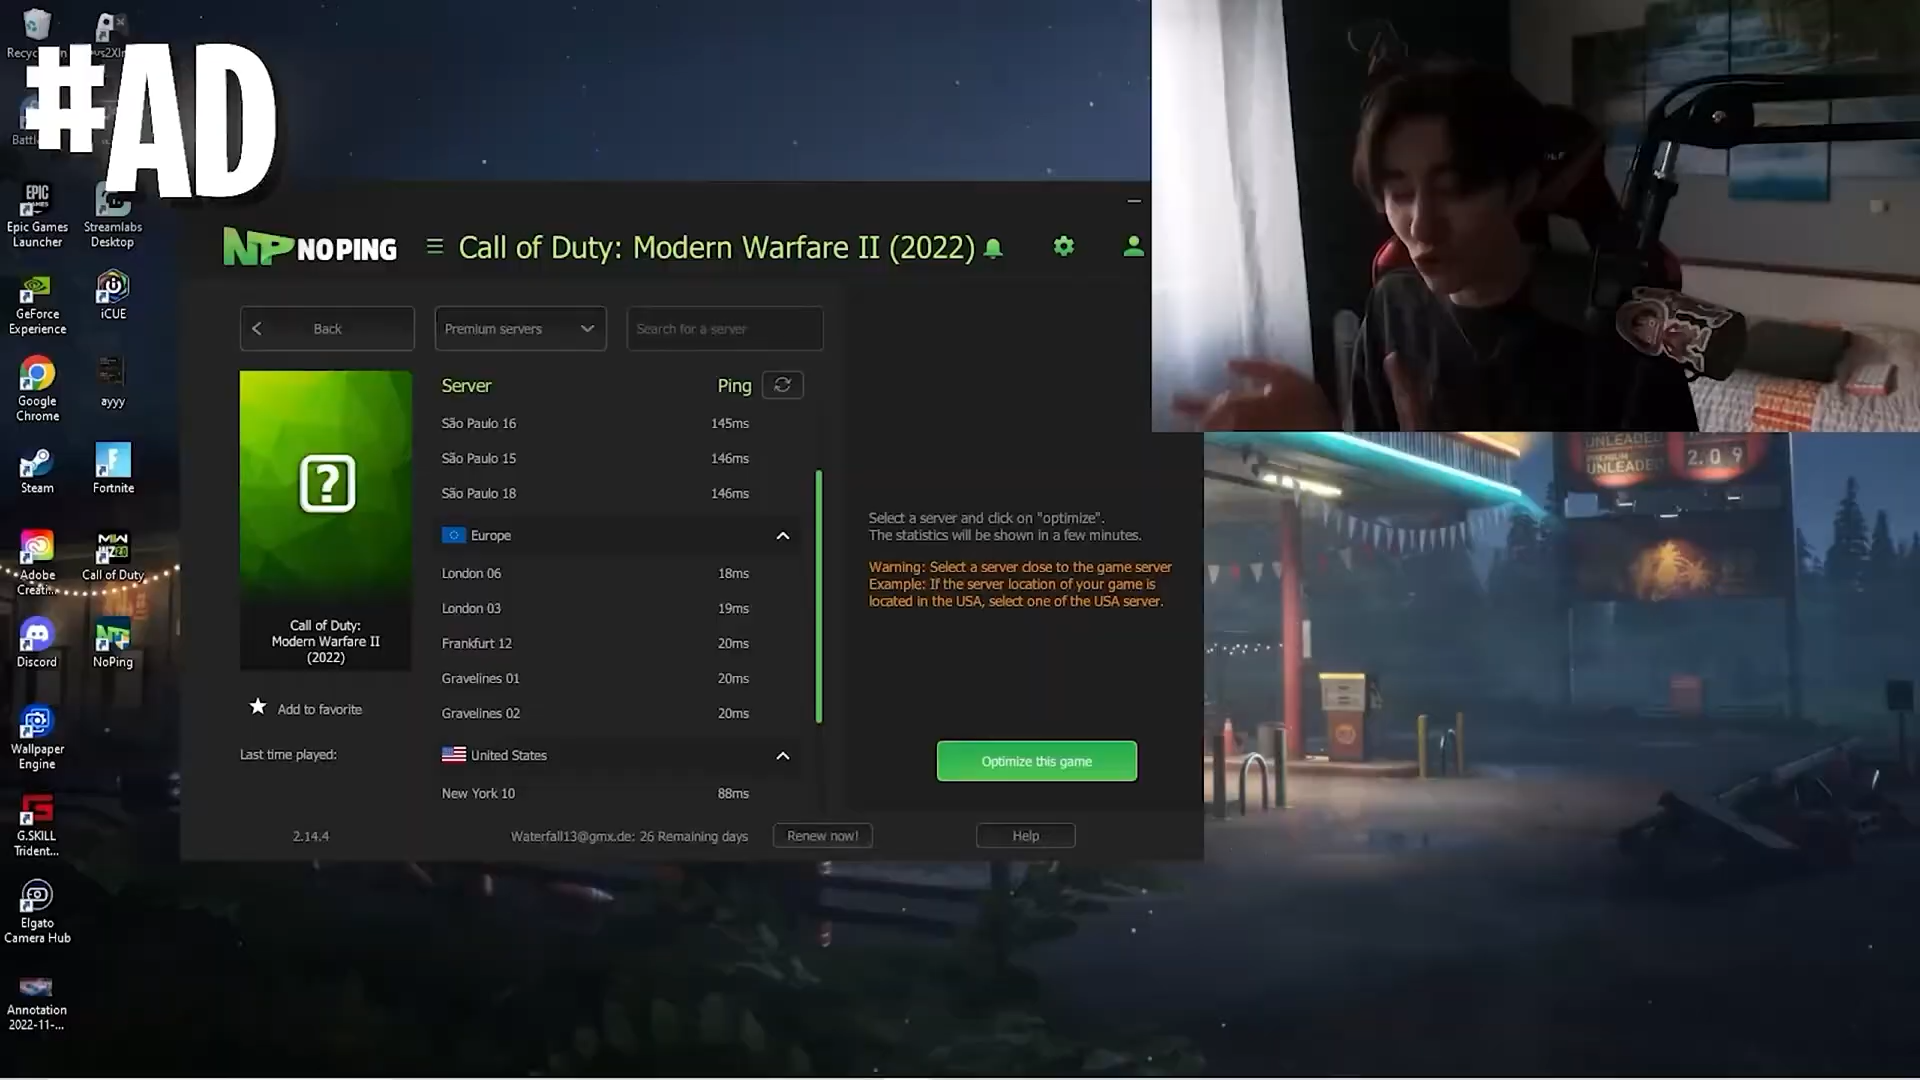 #AD
Epic Games
Launcher
Streamlabs
Desktop
GeForce
Experience
iCUE
Google
Chrome
ayyy
Steam
Fortnite
Adobe
Creati...
Call of Duty
Discord
NoPing
Wallpaper
Engine
G.SKILL
Trident...
Elgato
Camera Hub
Annotation
2022-11-...
NP NOPING
Call of Duty: Modern Warfare II (2022)
Back
Premium servers
Search for a server
Server
Ping
São Paulo 16
145ms
São Paulo 15
146ms
São Paulo 18
146ms
Europe
London 06
18ms
London 03
19ms
Frankfurt 12
20ms
Gravelines 01
20ms
Gravelines 02
20ms
United States
New York 10
88ms
Call of Duty:
Modern Warfare II
(2022)
Add to favorite
Last time played:
Select a server and click on "optimize".
The statistics will be shown in a few minutes.
Warning: Select a server close to the game server
Example: If the server location of your game is
located in the USA, select one of the USA server.
Optimize this game
2.14.4
Waterfall13@gmx.de: 26 Remaining days
Renew now!
Help
UNLEADED
UNLEADED
2.0 9